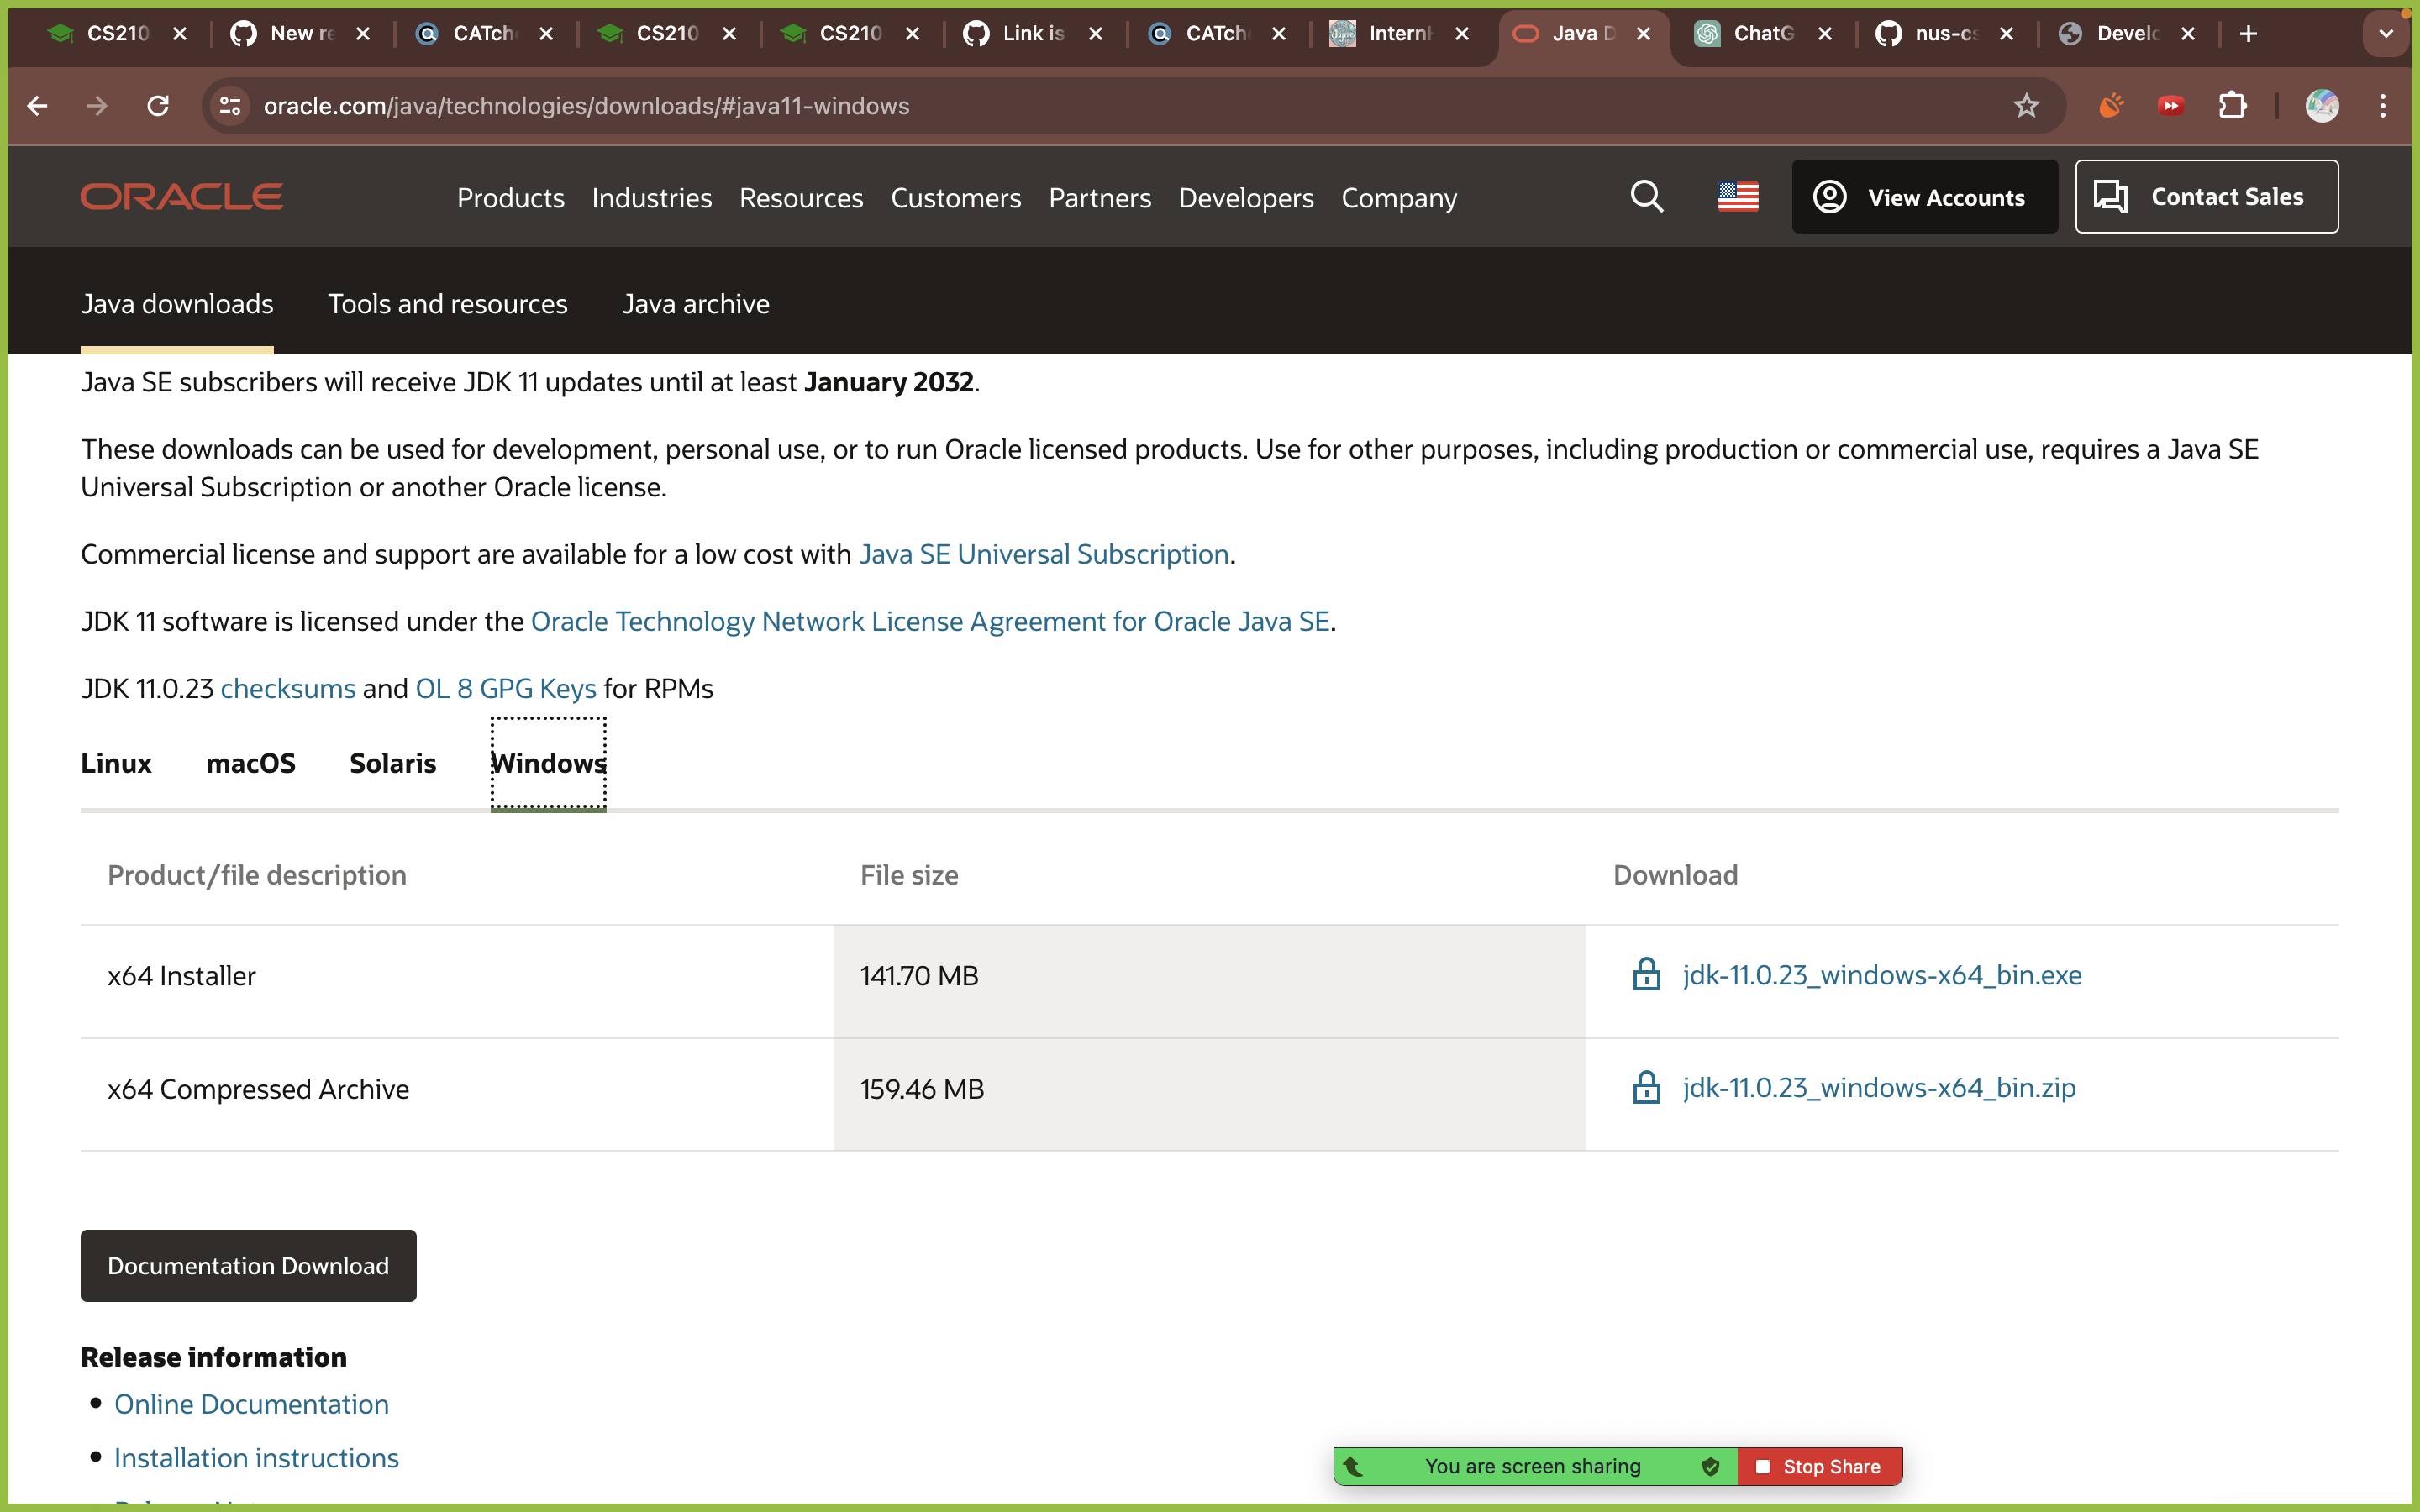 CS210
New re
CATch
CS210
CS210
Link is
CATch
Intern
Java D
ChatG
nus-cs
Develo
oracle.com/java/technologies/downloads/#java11-windows
ORACLE
Products Industries Resources Customers Partners Developers Company
View Accounts
Contact Sales
Java downloads Tools and resources Java archive
Java SE subscribers will receive JDK 11 updates until at least January 2032.
These downloads can be used for development, personal use, or to run Oracle licensed products. Use for other purposes, including production or commercial use, requires a Java SE
Universal Subscription or another Oracle license.
Commercial license and support are available for a low cost with Java SE Universal Subscription.
JDK 11 software is licensed under the Oracle Technology Network License Agreement for Oracle Java SE.
JDK 11.0.23 checksums and OL 8 GPG Keys for RPMs
Linux macOS Solaris Windows
Product/file description File size Download
x64 Installer 141.70 MB jdk-11.0.23_windows-x64_bin.exe
x64 Compressed Archive 159.46 MB jdk-11.0.23_windows-x64_bin.zip
Documentation Download
Release information
• Online Documentation
• Installation instructions
You are screen sharing Stop Share